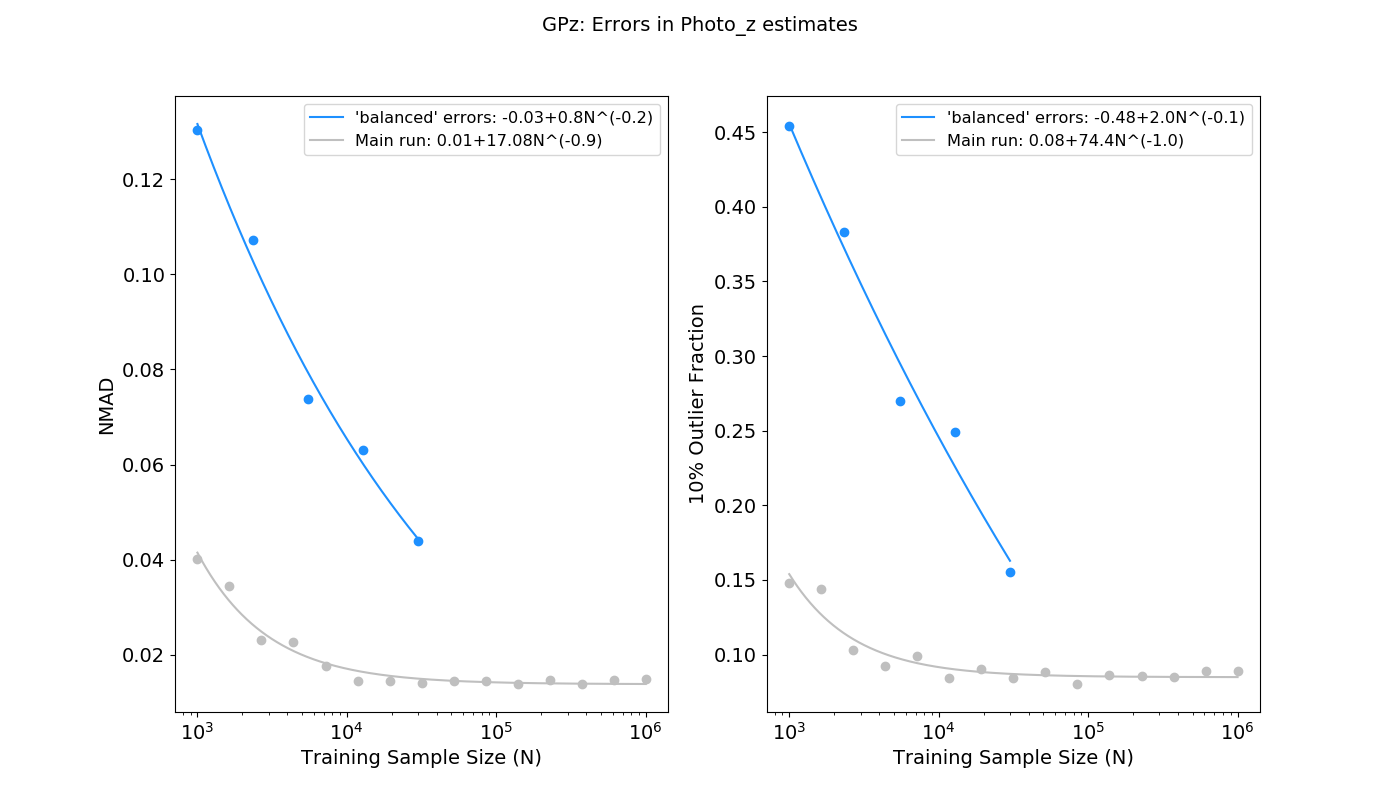 GPz: Errors in Photo_z estimates
'balanced' errors: -0.03+0.8N^(-0.2)
Main run: 0.01+17.08N^(-0.9)
0.12
0.10
0.08
0.06
0.04
0.02
NMAD
10³
10⁴
10⁵
10⁶
Training Sample Size (N)
'balanced' errors: -0.48+2.0N^(-0.1)
Main run: 0.08+74.4N^(-1.0)
0.45
0.40
0.35
0.30
0.25
0.20
0.15
0.10
10% Outlier Fraction
10³
10⁴
10⁵
10⁶
Training Sample Size (N)